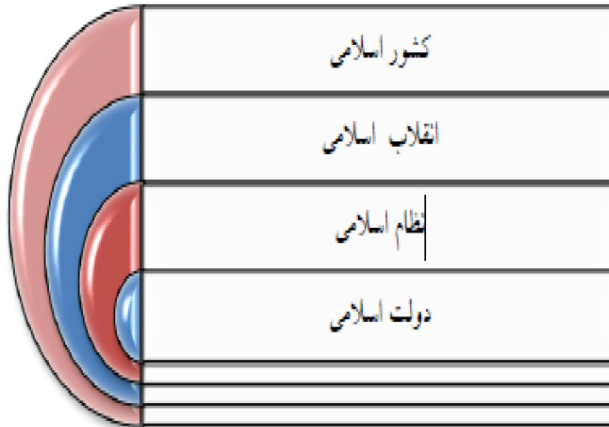 کشور اسلامی
انقلاب اسلامی
نظام اسلامی
دولت اسلامی